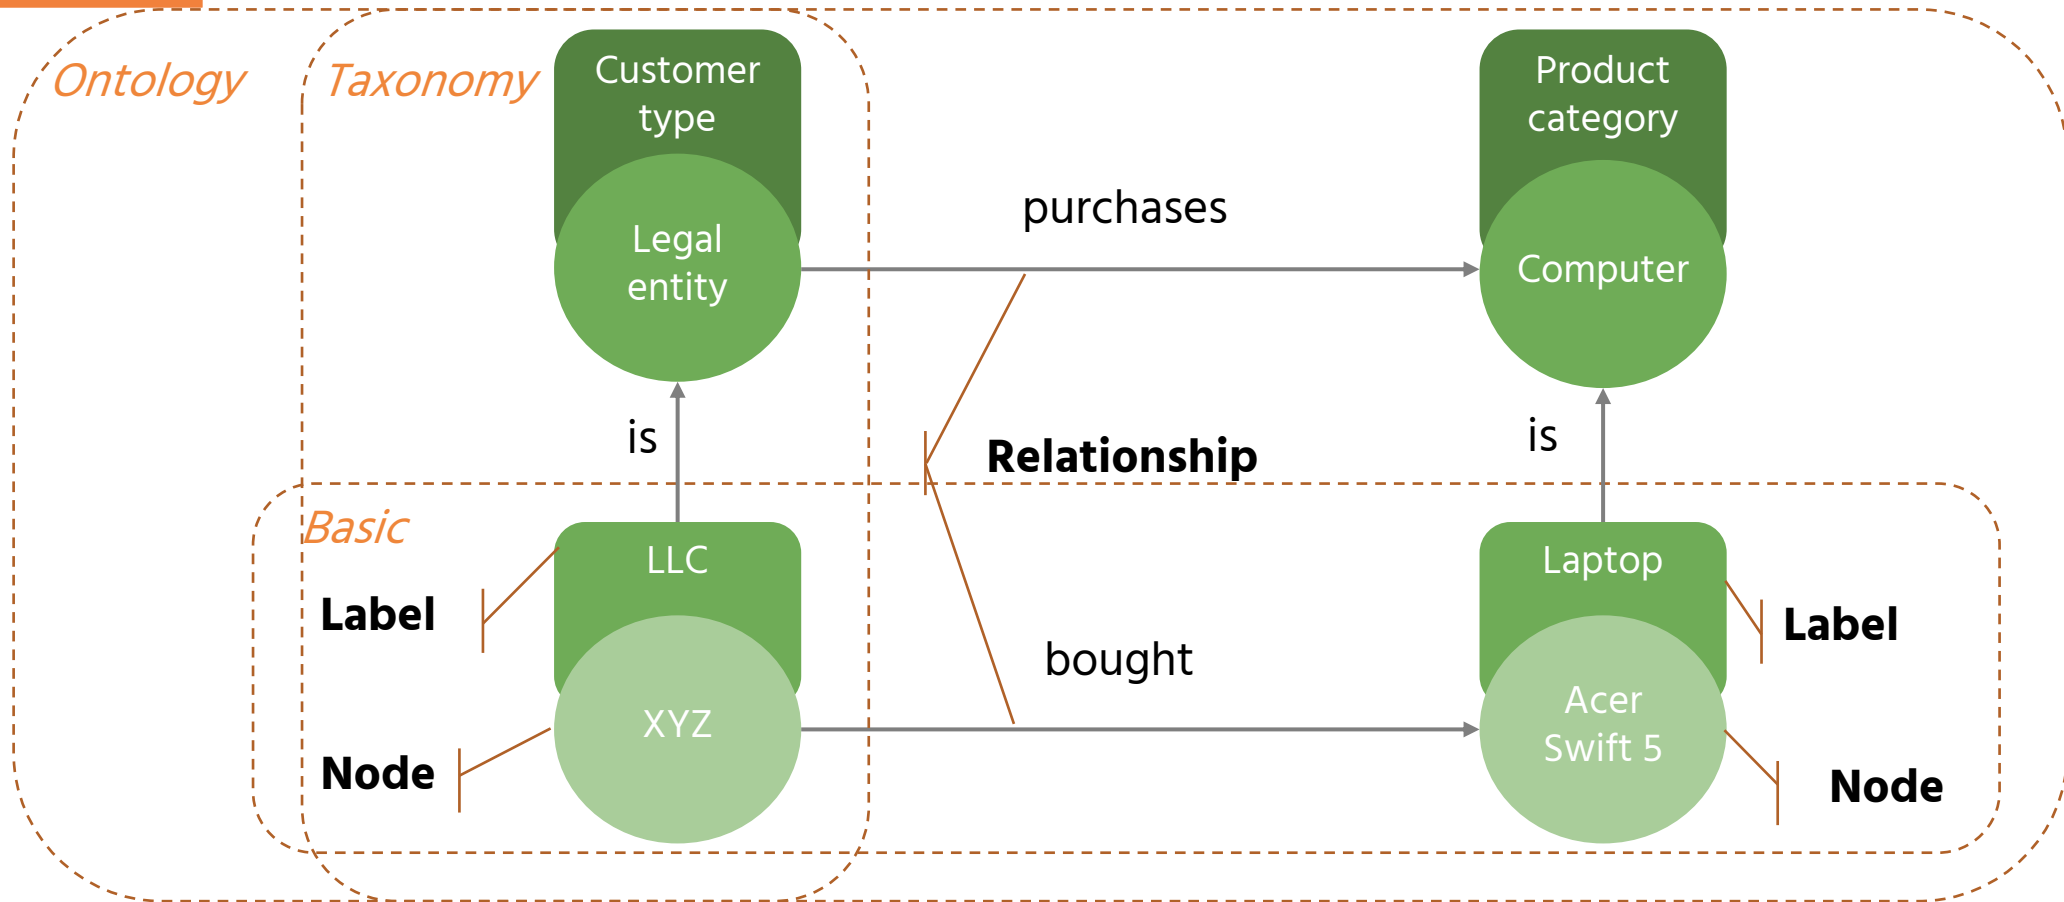 Ontology
Taxonomy
Customer
type
Product
category
Legal
entity
purchases
Computer
is
Relationship
is
Basic
LLC
Laptop
Label
Label
bought
XYZ
Acer
Swift 5
Node
Node